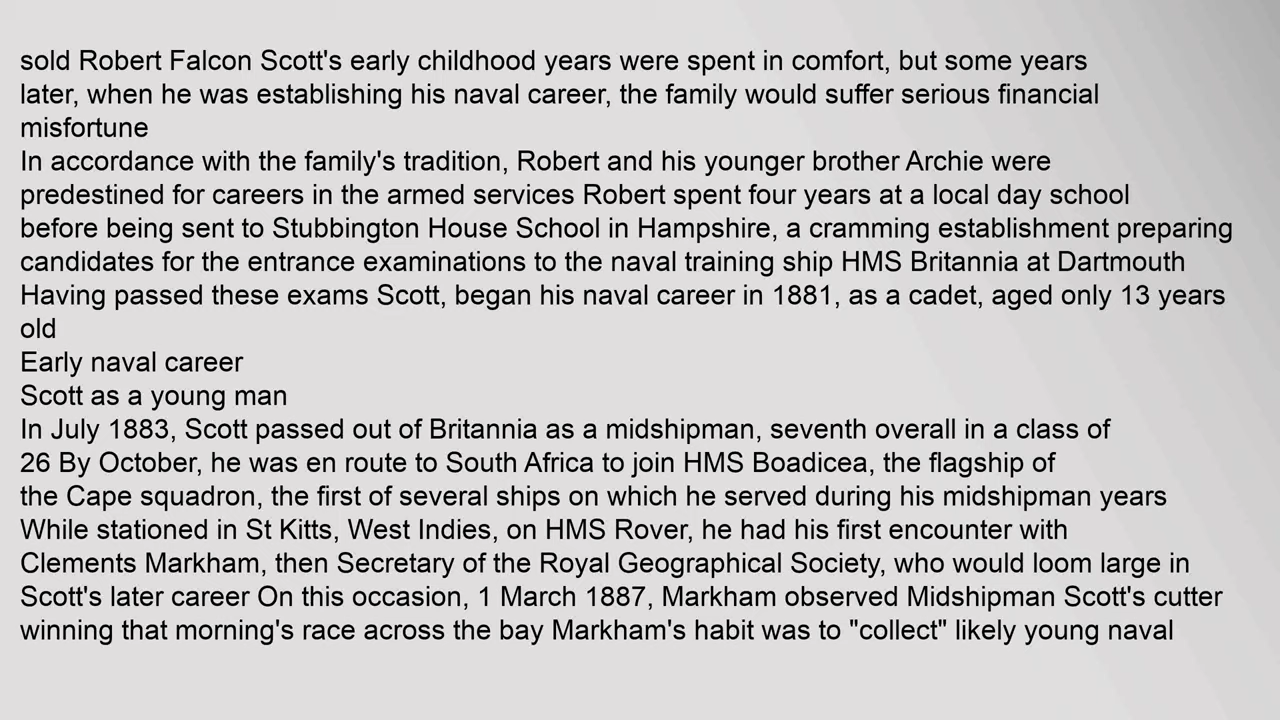 sold Robert Falcon Scott's early childhood years were spent in comfort, but some years
later, when he was establishing his naval career, the family would suffer serious financial
misfortune
In accordance with the family's tradition, Robert and his younger brother Archie were
predestined for careers in the armed services Robert spent four years at a local day school
before being sent to Stubbington House School in Hampshire, a cramming establishment preparing
candidates for the entrance examinations to the naval training ship HMS Britannia at Dartmouth
Having passed these exams Scott, began his naval career in 1881, as a cadet, aged only 13 years
old
Early naval career
Scott as a young man
In July 1883, Scott passed out of Britannia as a midshipman, seventh overall in a class of
26 By October, he was en route to South Africa to join HMS Boadicea, the flagship of
the Cape squadron, the first of several ships on which he served during his midshipman years
While stationed in St Kitts, West Indies, on HMS Rover, he had his first encounter with
Clements Markham, then Secretary of the Royal Geographical Society, who would loom large in
Scott's later career On this occasion, 1 March 1887, Markham observed Midshipman Scott's cutter
winning that morning's race across the bay Markham's habit was to "collect" likely young naval